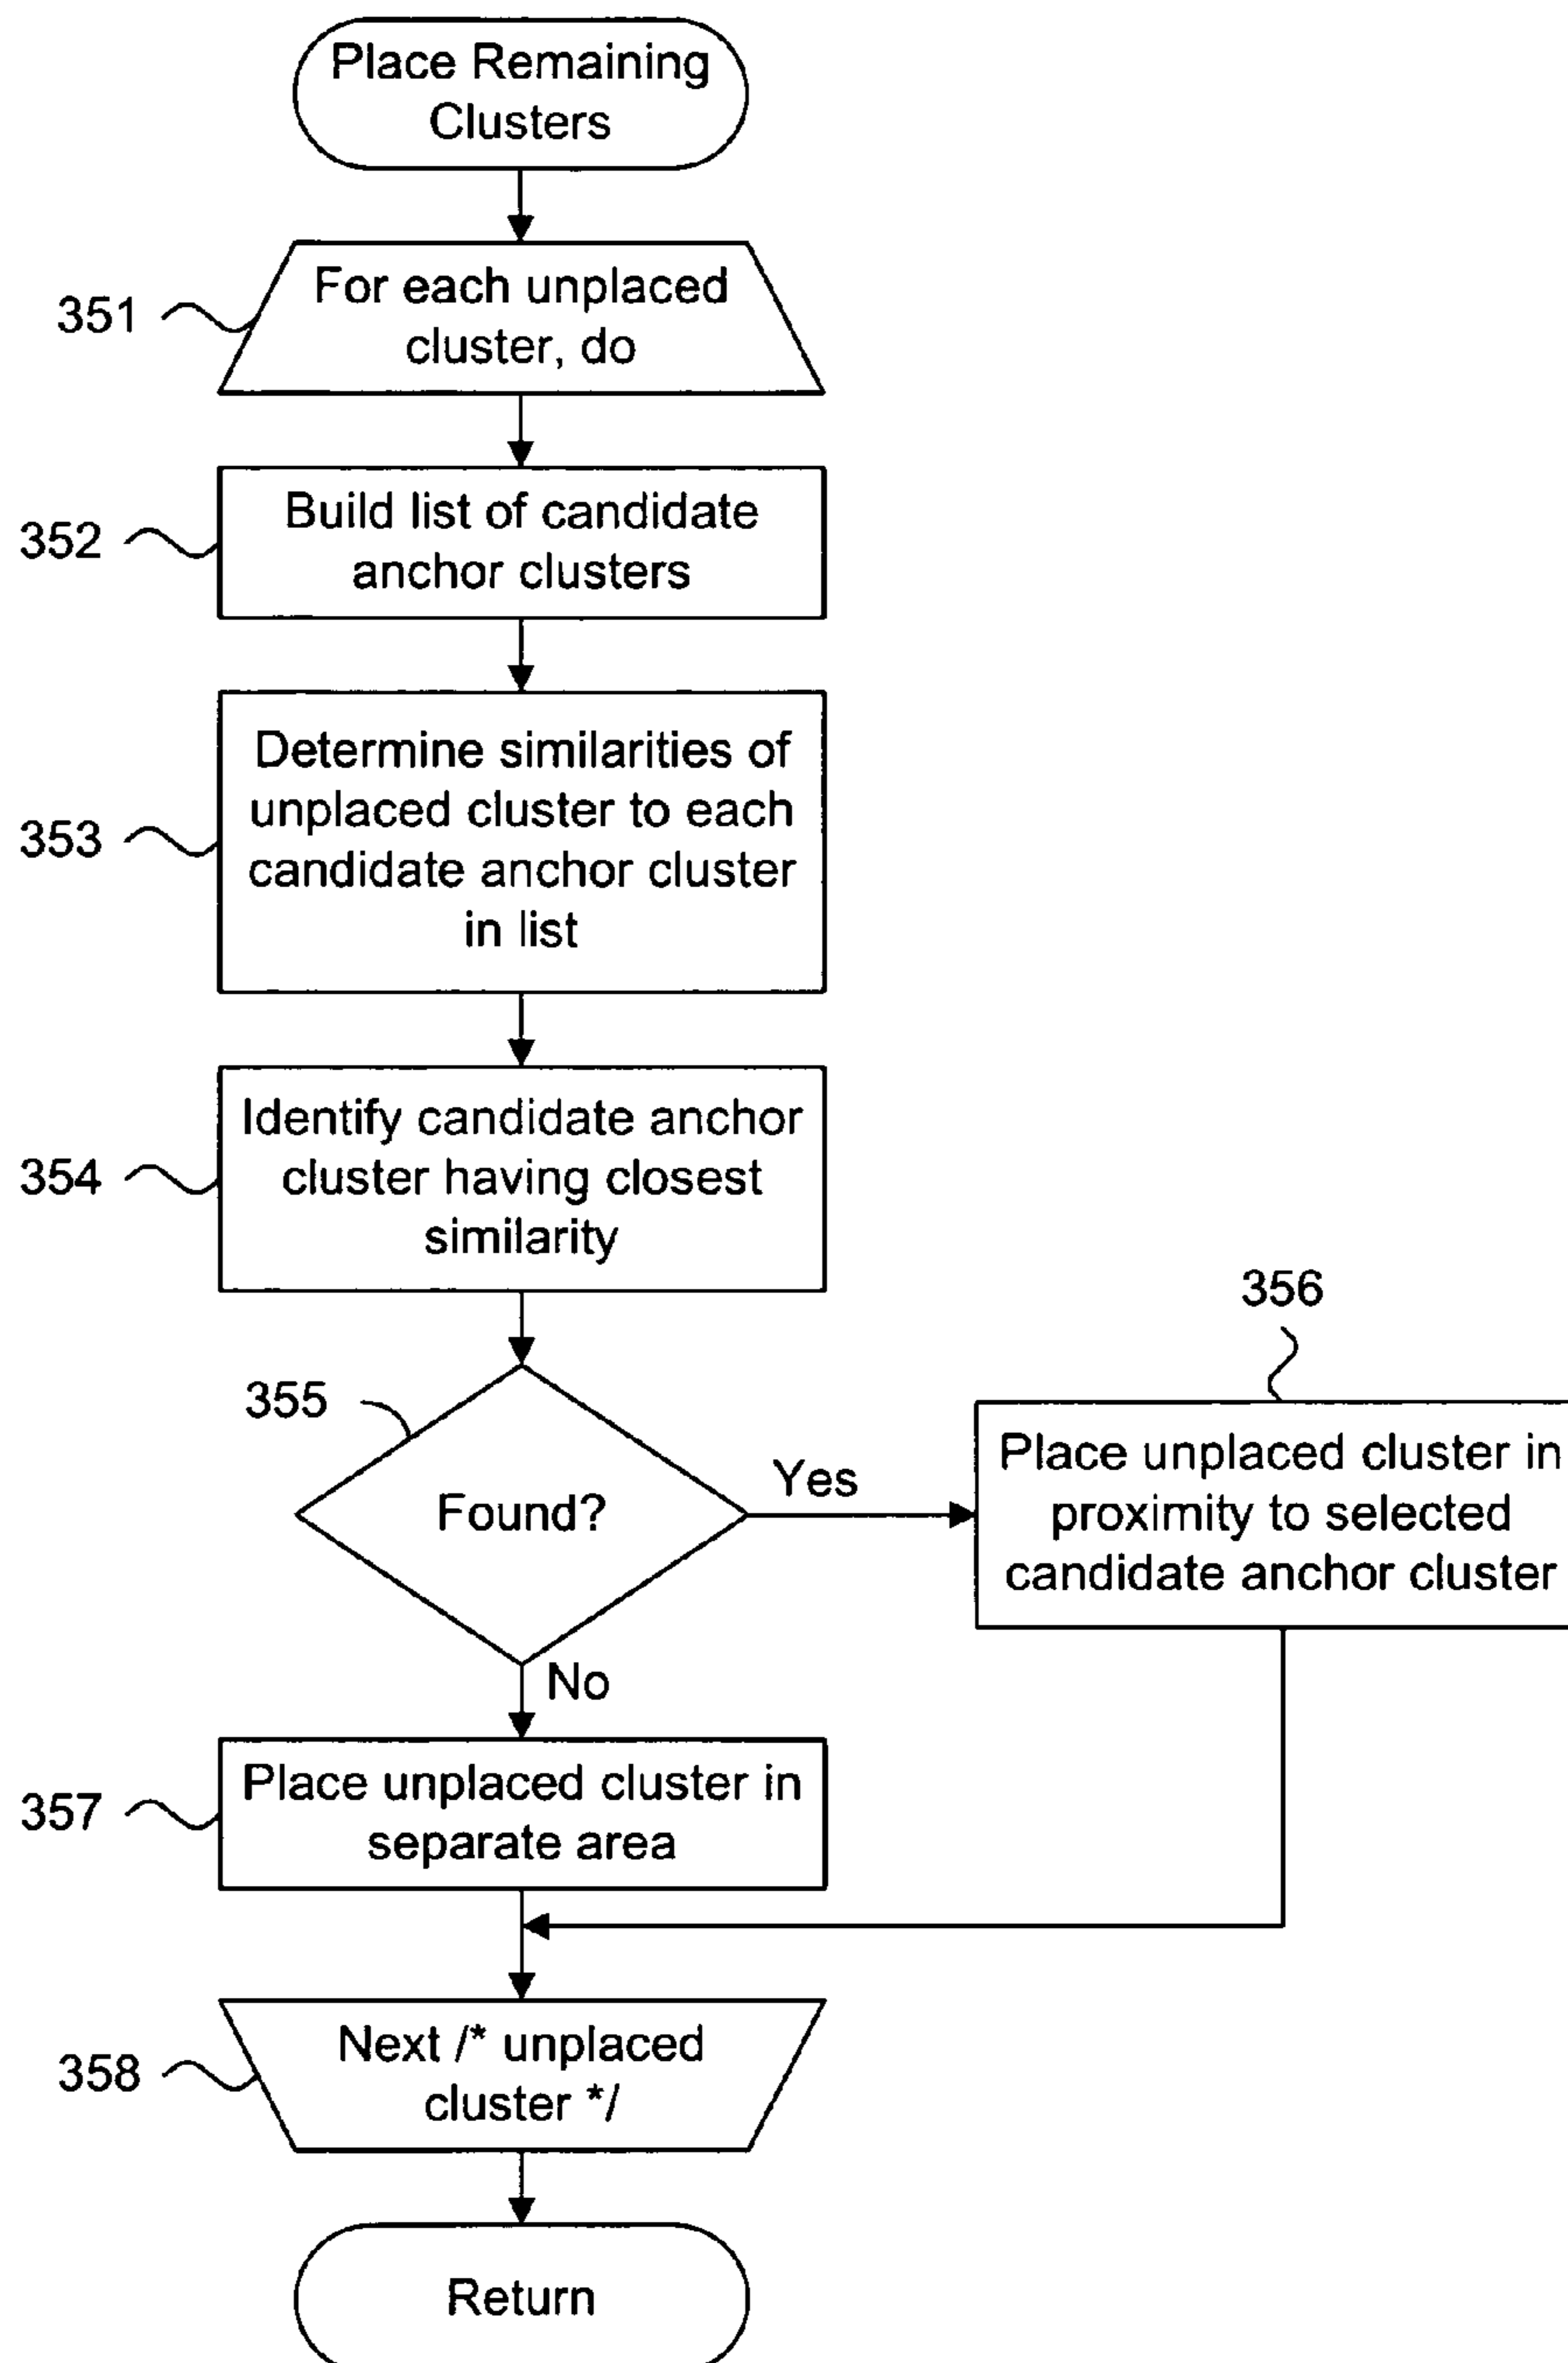 Place Remaining
Clusters
351
For each unplaced
cluster, do
352
Build list of candidate
anchor clusters
353
Determine similarities of
unplaced cluster to each
candidate anchor cluster
in list
354
Identify candidate anchor
cluster having closest
similarity
355
Found?
Yes
356
Place unplaced cluster in
proximity to selected
candidate anchor cluster
No
357
Place unplaced cluster in
separate area
358
Next /* unplaced
cluster */
Return